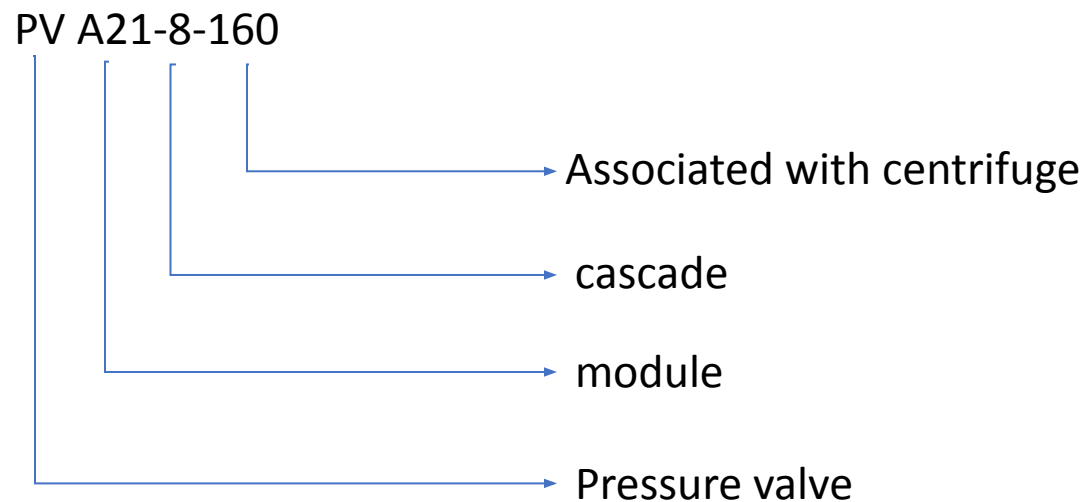 PV A21-8-160
Associated with centrifuge
cascade
module
Pressure valve